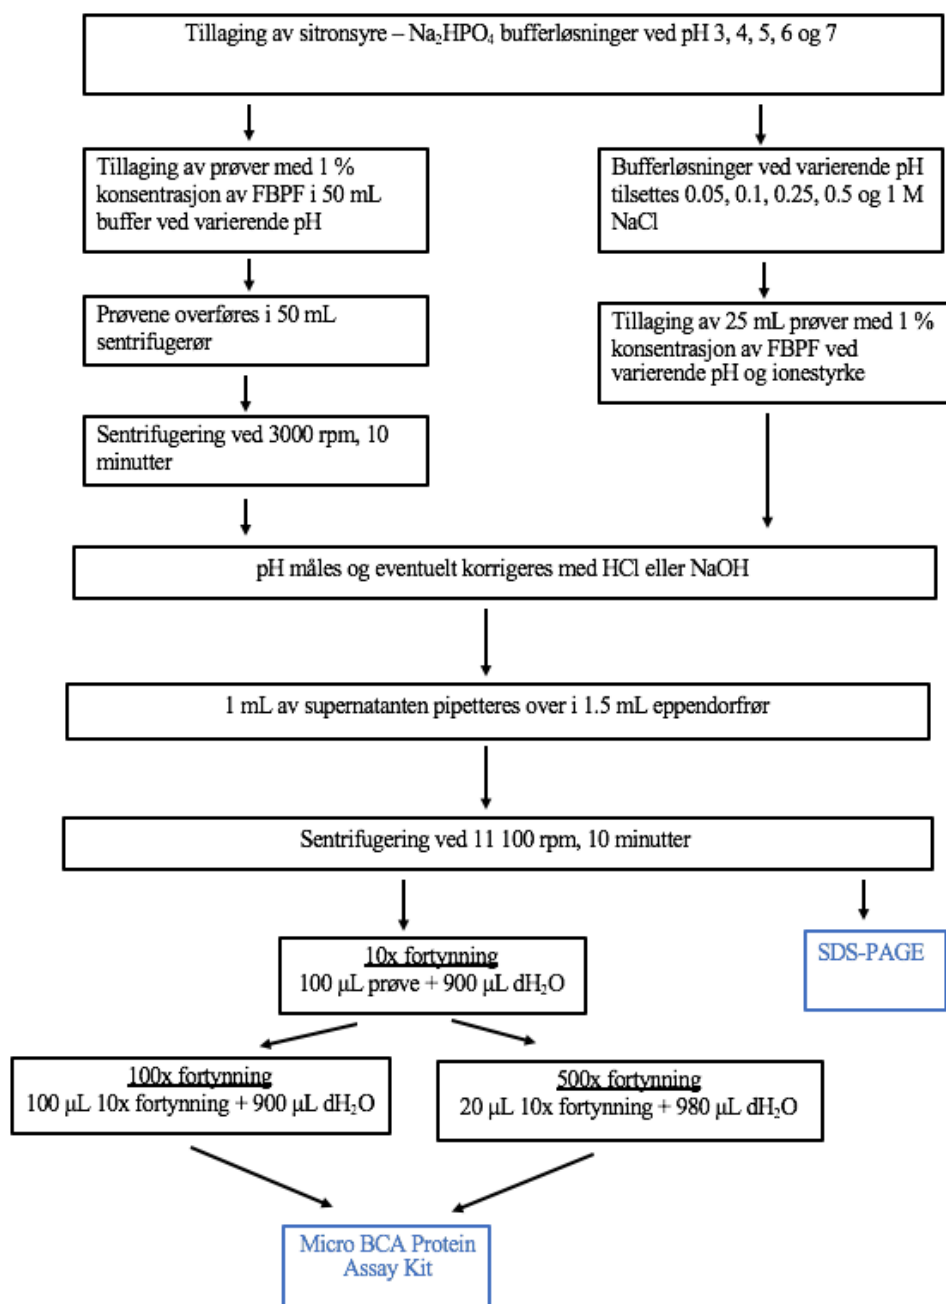 Tillaging av sitronsyre – Na₂HPO₄ bufferløsninger ved pH 3, 4, 5, 6 og 7
Tillaging av prøver med 1 %
konsentrasjon av FBPF i 50 mL
buffer ved varierende pH
Bufferløsninger ved varierende pH
tilsettes 0.05, 0.1, 0.25, 0.5 og 1 M
NaCl
Prøvene overføres i 50 mL
sentrifugerør
Tillaging av 25 mL prøver med 1 %
konsentrasjon av FBPF ved
varierende pH og ionestyrke
Sentrifugering ved 3000 rpm, 10
minutter
pH måles og eventuelt korrigeres med HCl eller NaOH
1 mL av supernatanten pipetteres over i 1.5 mL eppendorfrør
Sentrifugering ved 11 100 rpm, 10 minutter
10x fortynning
100 µL prøve + 900 µL dH₂O
SDS-PAGE
100x fortynning
100 µL 10x fortynning + 900 µL dH₂O
500x fortynning
20 µL 10x fortynning + 980 µL dH₂O
Micro BCA Protein
Assay Kit